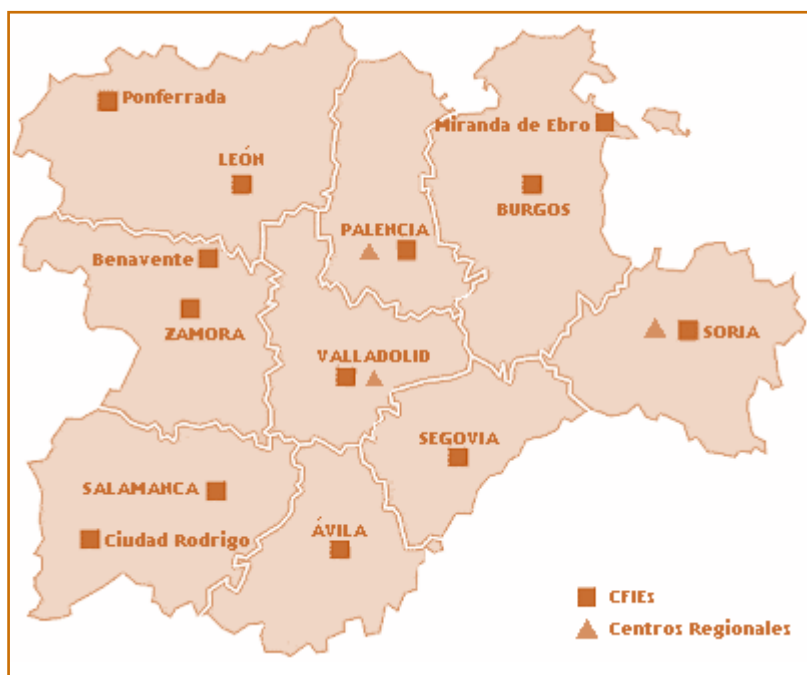 Ponferrada
Miranda de Ebro
LEÓN
BURGOS
PALENCIA
Benavente
ZAMORA
SORIA
VALLADOLID
SEGOVIA
SALAMANCA
Ciudad Rodrigo
ÁVILA
CFIEs
Centros Regionales